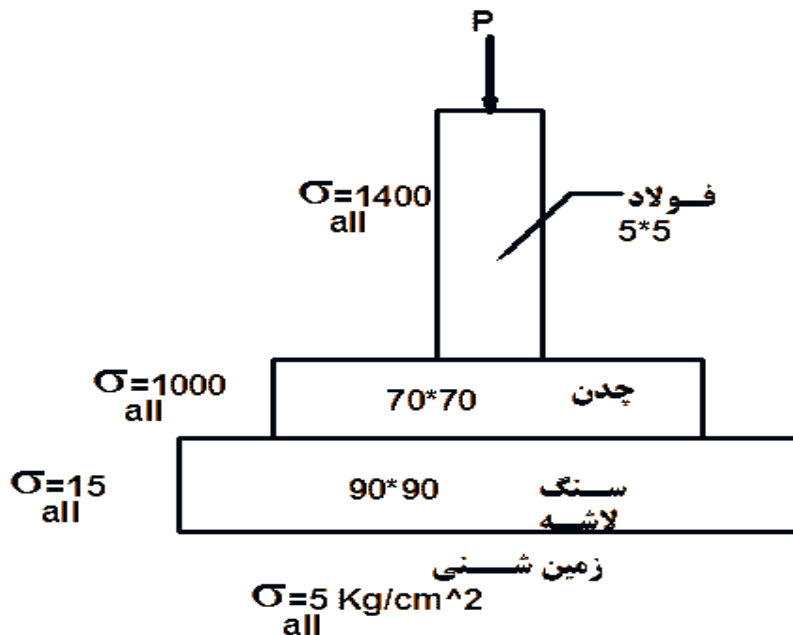 P
σ=1400
all
فولاد
5*5
σ=1000
all
70*70
چدن
σ=15
all
90*90
سنگ
لاشه
زمین شنی
σ=5 Kg/cm^2
all